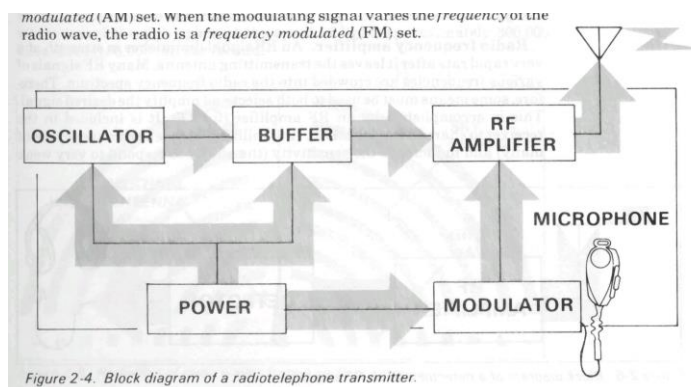 modulated (AM) set. When the modulating signal varies the frequency of the
radio wave, the radio is a frequency modulated (FM) set.
OSCILLATOR
BUFFER
RF
AMPLIFIER
MICROPHONE
POWER
MODULATOR
Figure 2-4. Block diagram of a radiotelephone transmitter.